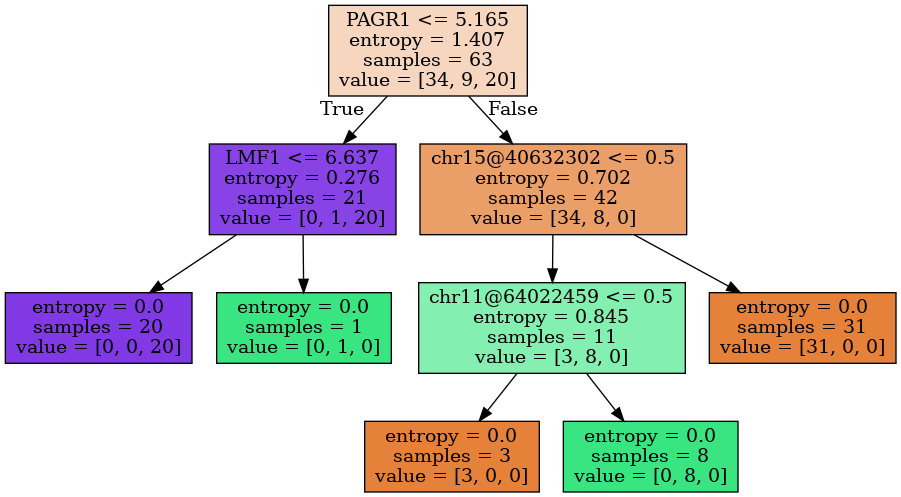 PAGR1 <= 5.165
entropy = 1.407
samples = 63
value = [34, 9, 20]
True
False
LMF1 <= 6.637
entropy = 0.276
samples = 21
value = [0, 1, 20]
chr15@40632302 <= 0.5
entropy = 0.702
samples = 42
value = [34, 8, 0]
entropy = 0.0
samples = 20
value = [0, 0, 20]
entropy = 0.0
samples = 1
value = [0, 1, 0]
chr11@64022459 <= 0.5
entropy = 0.845
samples = 11
value = [3, 8, 0]
entropy = 0.0
samples = 31
value = [31, 0, 0]
entropy = 0.0
samples = 3
value = [3, 0, 0]
entropy = 0.0
samples = 8
value = [0, 8, 0]